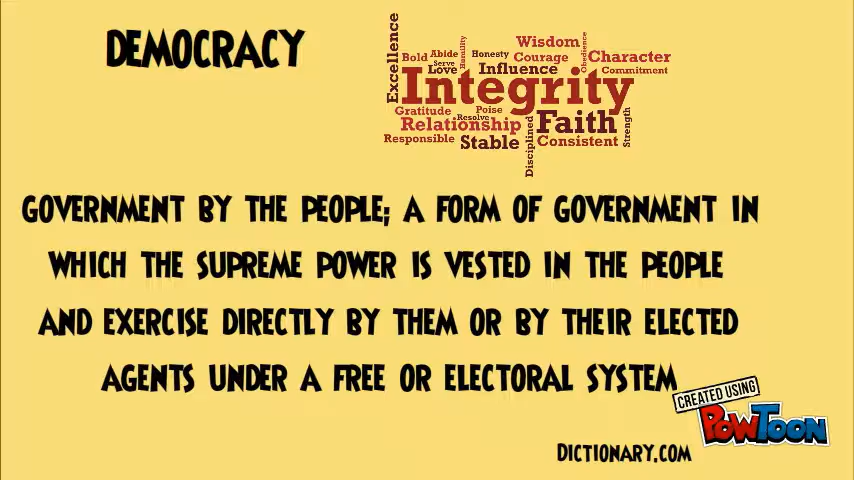 DEMOCRACY
Excellence
Bold
Abide
Serve
Love
Humility
Honesty
Influence
Wisdom
Courage
Obedience
Character
Commitment
Integrity
Gratitude
Poise
Resolve
Relationship
Faith
Strength
Responsible
Stable
Disciplined
Consistent
GOVERNMENT BY THE PEOPLE; A FORM OF GOVERNMENT IN
WHICH THE SUPREME POWER IS VESTED IN THE PEOPLE
AND EXERCISE DIRECTLY BY THEM OR BY THEIR ELECTED
AGENTS UNDER A FREE OR ELECTORAL SYSTEM
CREATED USING
POWTOON
DICTIONARY.COM